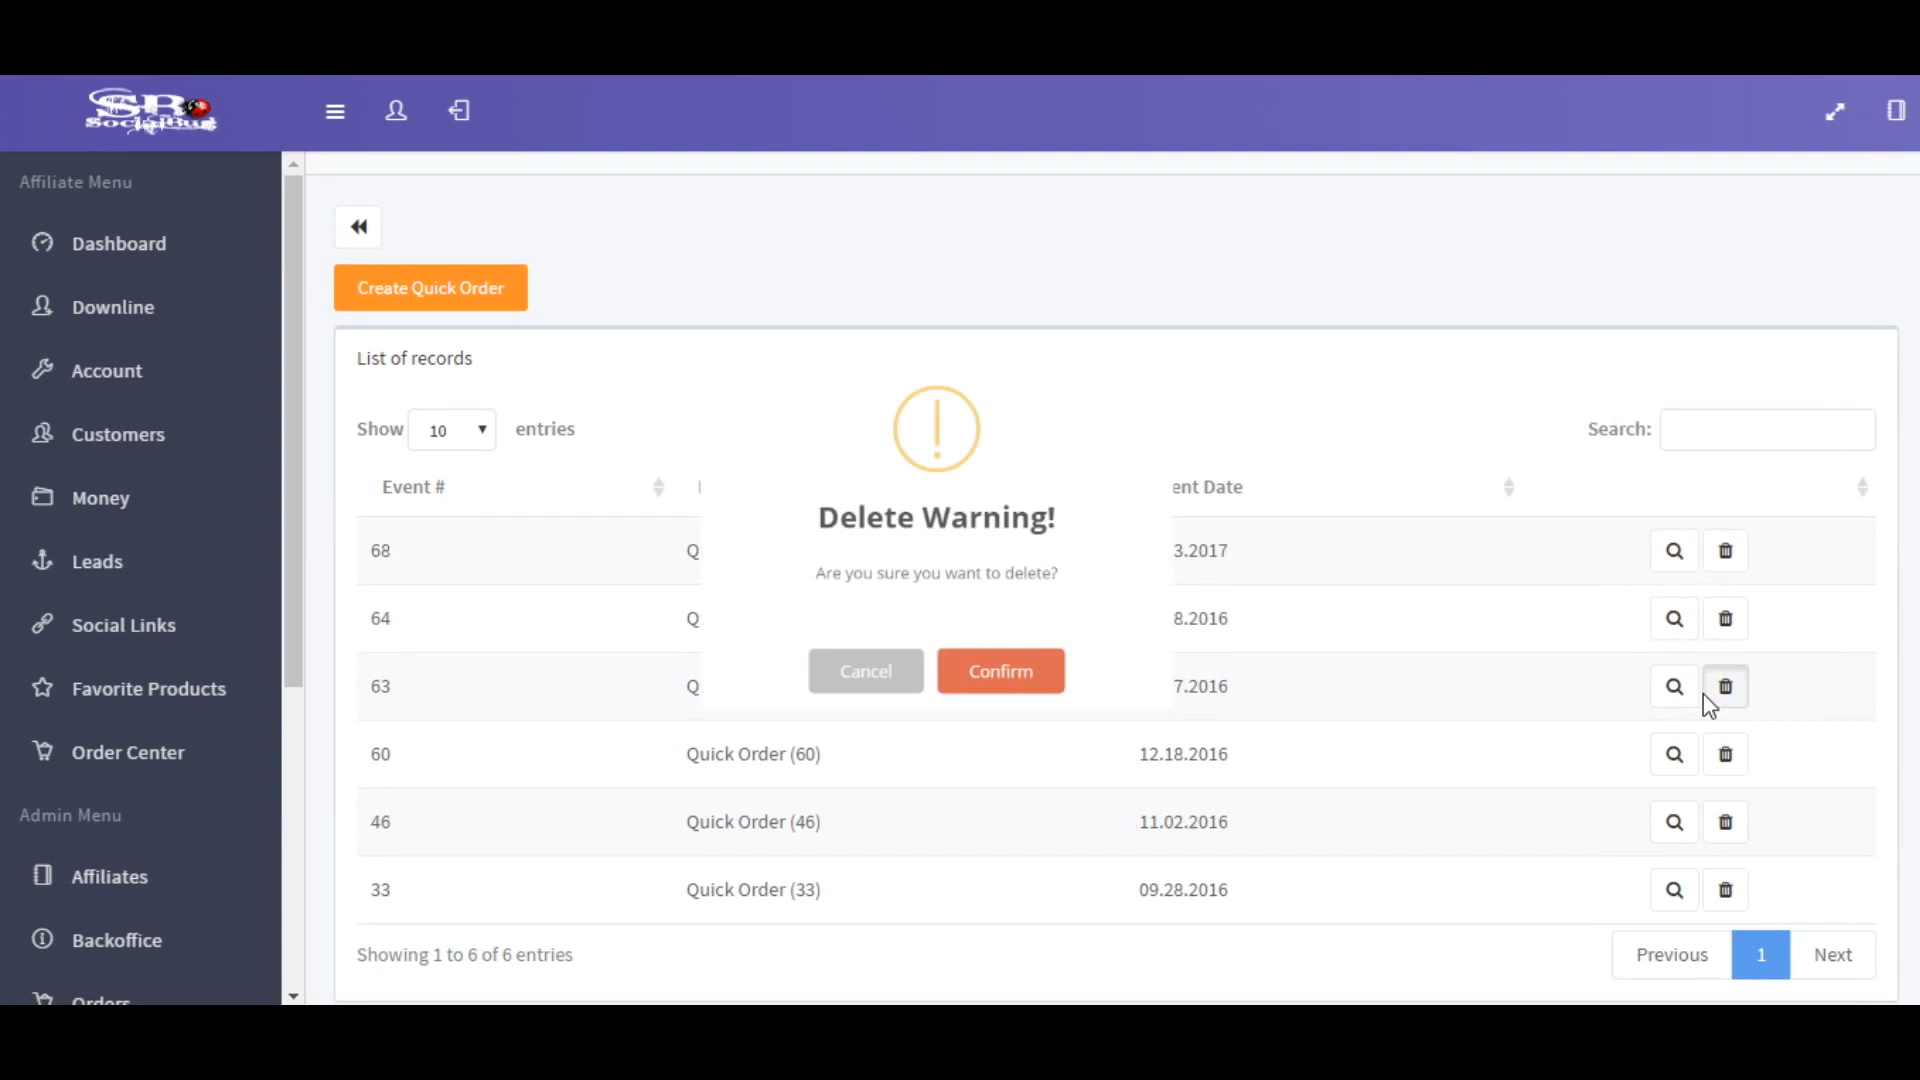 SB
SocialBug
Affiliate Menu
Dashboard
Downline
Account
Customers
Money
Leads
Social Links
Favorite Products
Order Center
Admin Menu
Affiliates
Backoffice
Orders
Create Quick Order
List of records
Show 10 entries
Search:
Event # ent Date
68 Q 3.2017
64 Q 8.2016
63 Q 7.2016
60 Quick Order (60) 12.18.2016
46 Quick Order (46) 11.02.2016
33 Quick Order (33) 09.28.2016
Showing 1 to 6 of 6 entries
Previous 1 Next
Delete Warning!
Are you sure you want to delete?
Cancel Confirm